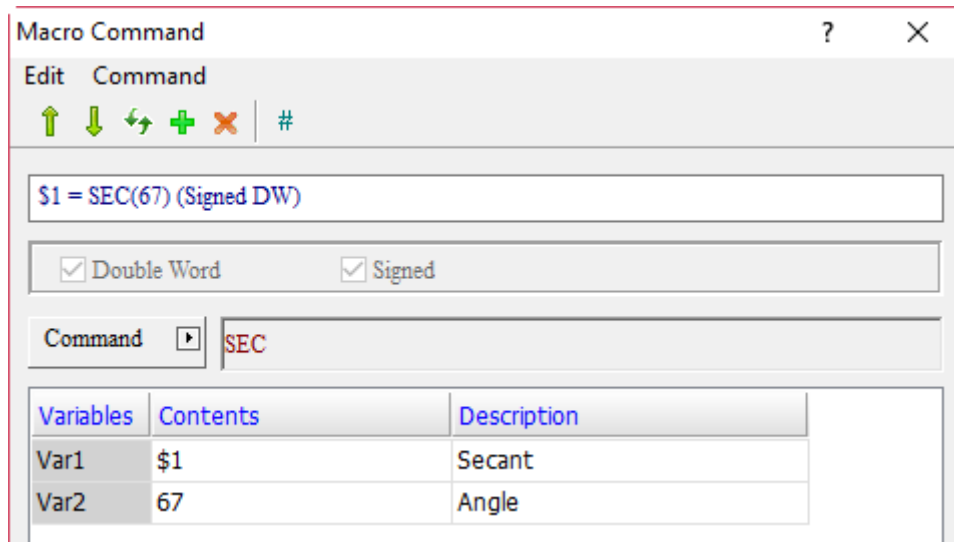 Macro Command ?
Edit Command
#
$1 = SEC(67) (Signed DW)
Double Word Signed
Command SEC
Variables Contents Description
Var1 $1 Secant
Var2 67 Angle